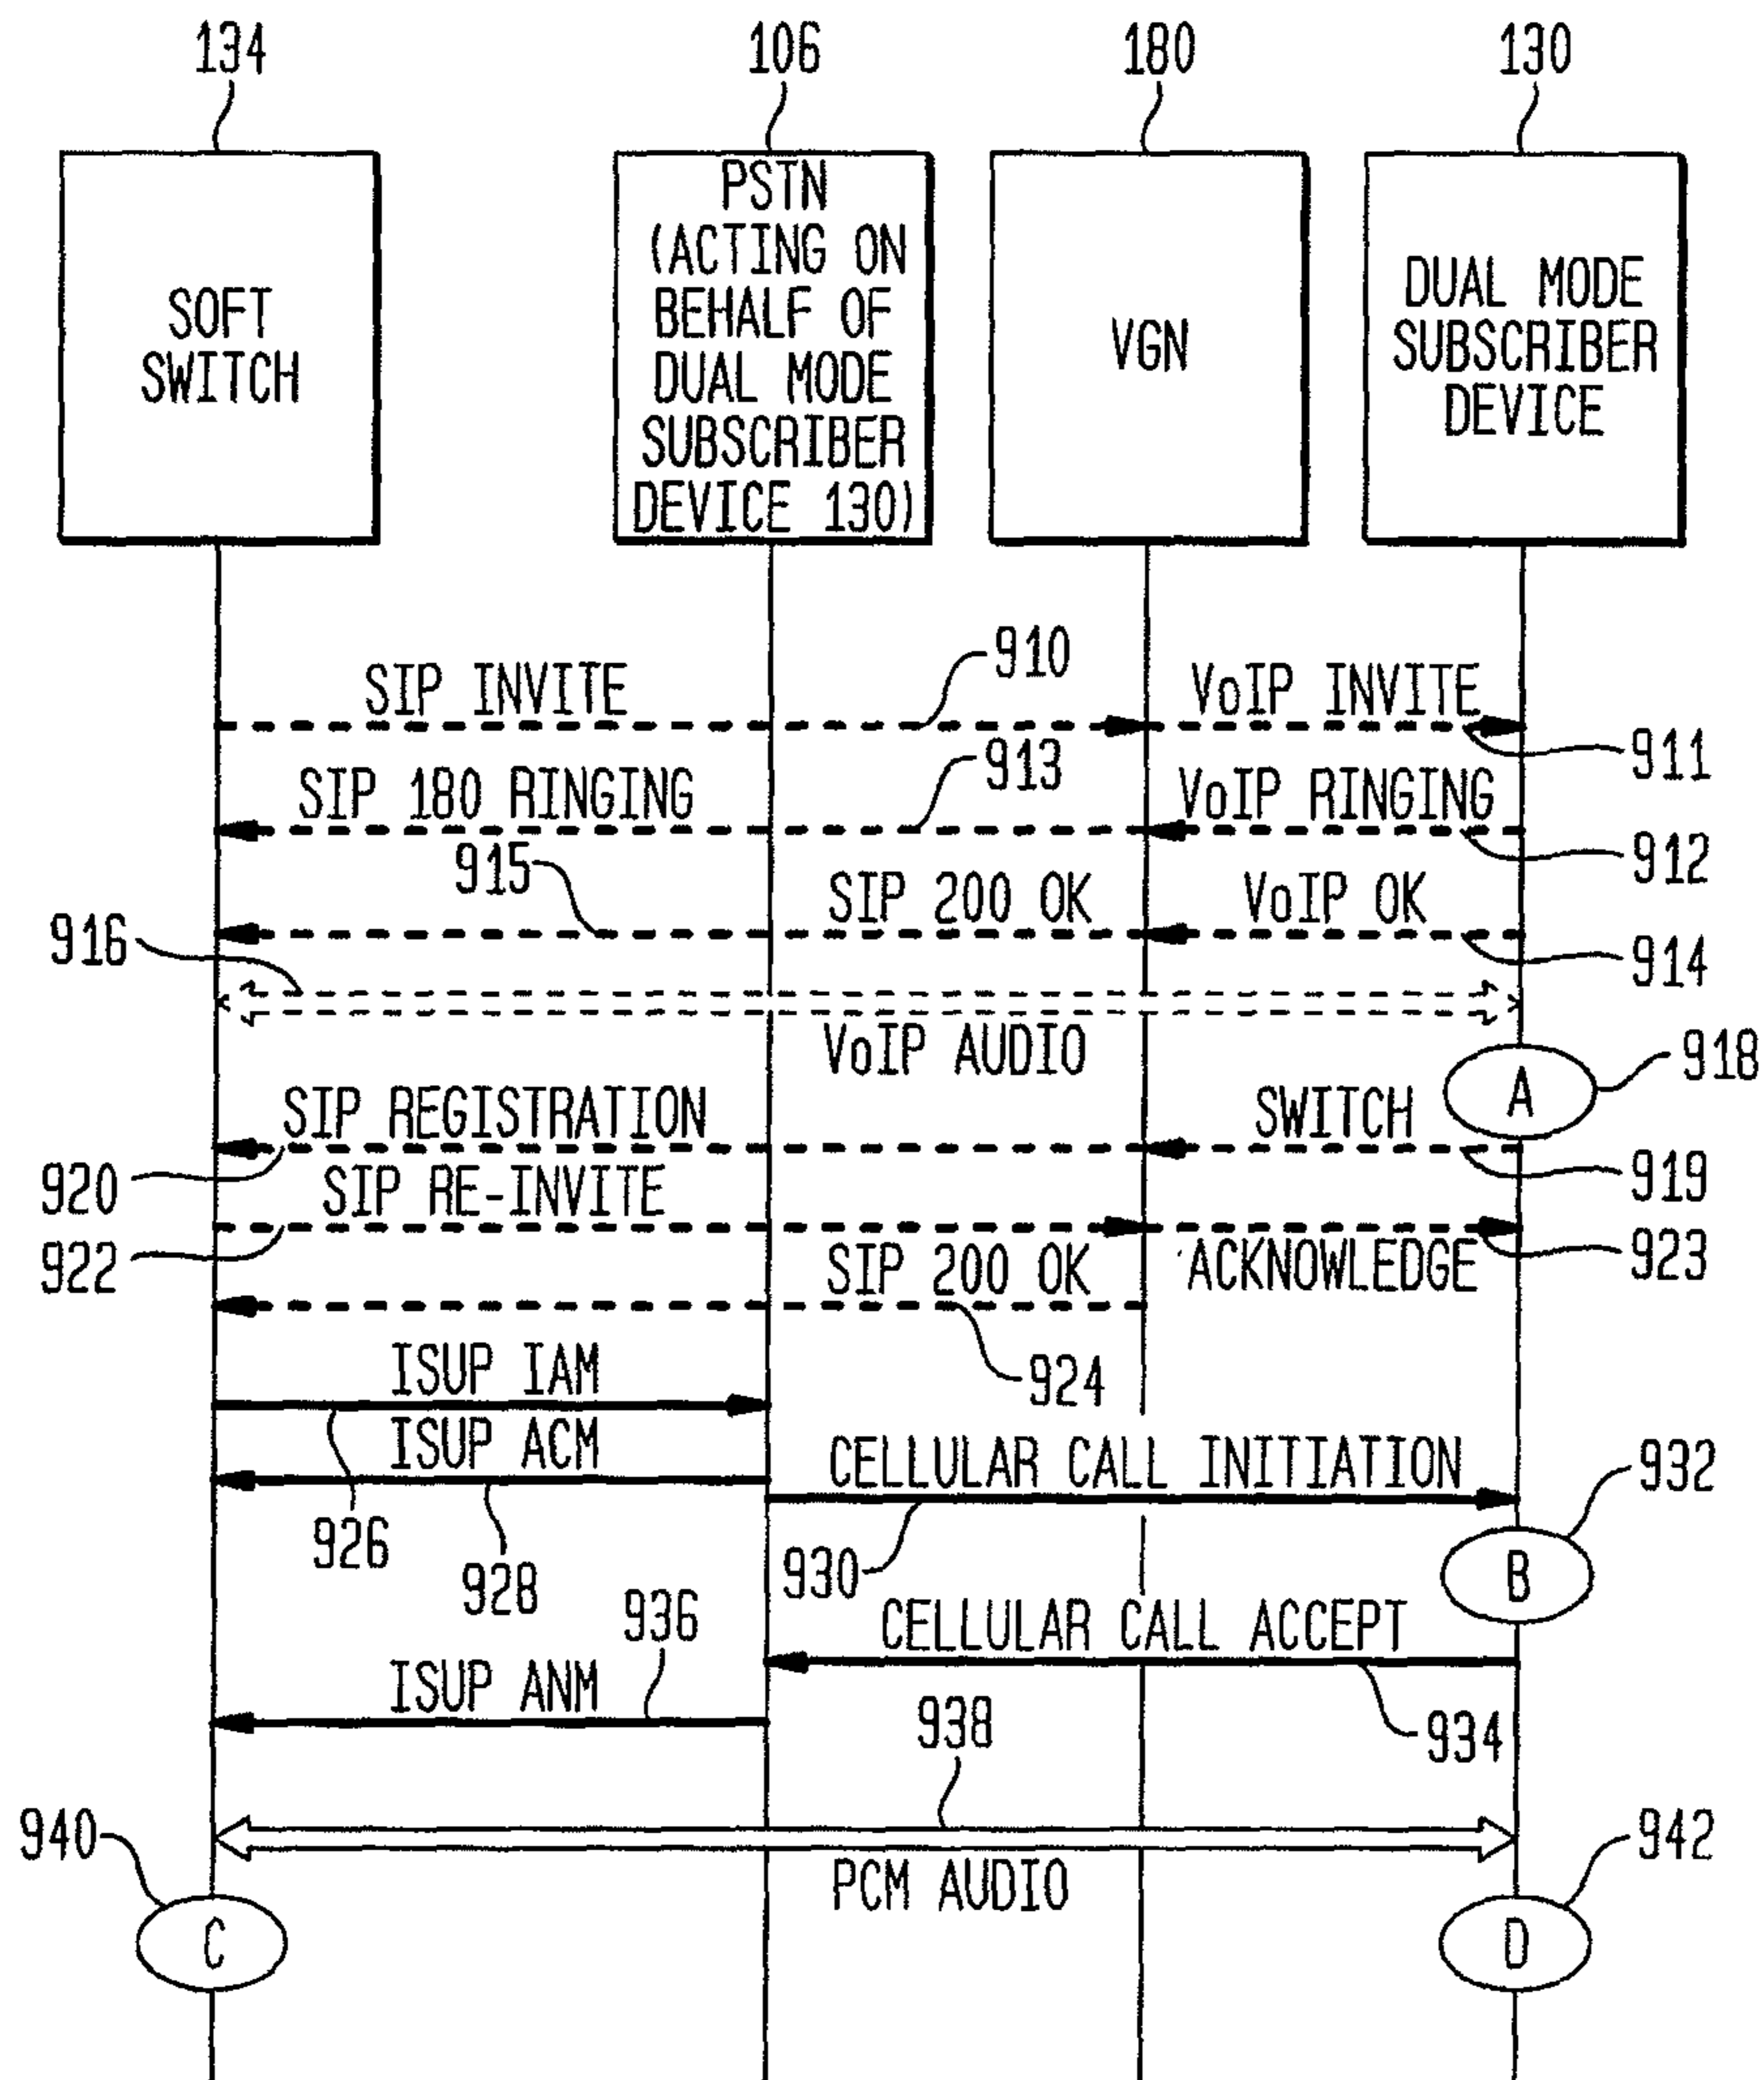 134
106
180
130
SOFT
SWITCH
PSTN
(ACTING ON
BEHALF OF
DUAL MODE
SUBSCRIBER
DEVICE 130)
VGN
DUAL MODE
SUBSCRIBER
DEVICE
SIP INVITE
910
VoIP INVITE
911
SIP 180 RINGING
913
VoIP RINGING
912
915
SIP 200 OK
VoIP OK
914
916
VoIP AUDIO
918
A
SIP REGISTRATION
SWITCH
920
919
SIP RE-INVITE
922
ACKNOWLEDGE
923
SIP 200 OK
924
ISUP IAM
926
ISUP ACM
928
CELLULAR CALL INITIATION
930
932
B
936
CELLULAR CALL ACCEPT
934
ISUP ANM
938
940
942
PCM AUDIO
C
D